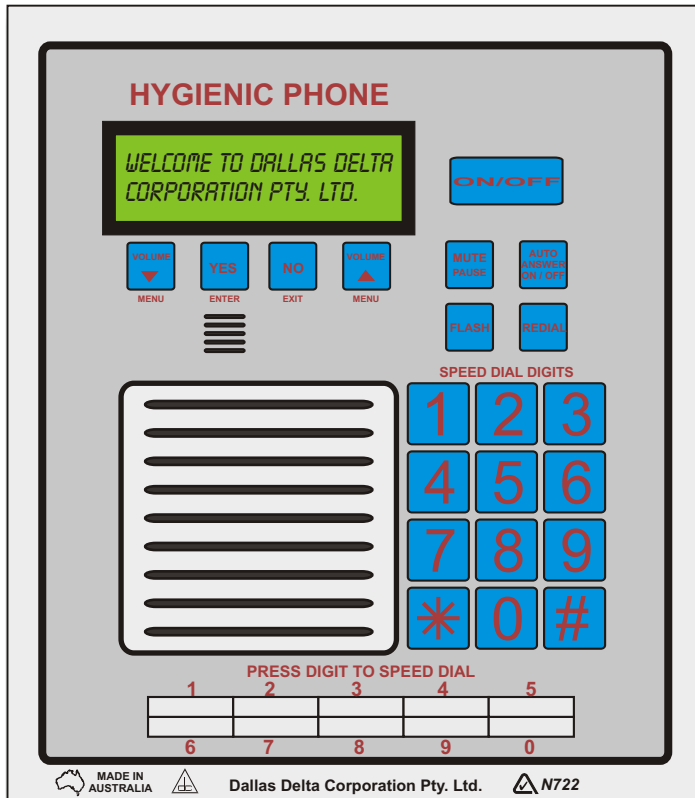 HYGIENIC PHONE
WELCOME TO DALLAS DELTA
CORPORATION PTY. LTD.
ON/OFF
VOLUME
YES
NO
VOLUME
MENU
ENTER
EXIT
MENU
MUTE
PAUSE
AUTO
ANSWER
ON / OFF
FLASH
REDIAL
SPEED DIAL DIGITS
1 2 3
4 5 6
7 8 9
* 0 #
PRESS DIGIT TO SPEED DIAL
1 2 3 4 5
6 7 8 9 0
MADE IN
AUSTRALIA
Dallas Delta Corporation Pty. Ltd.
N722